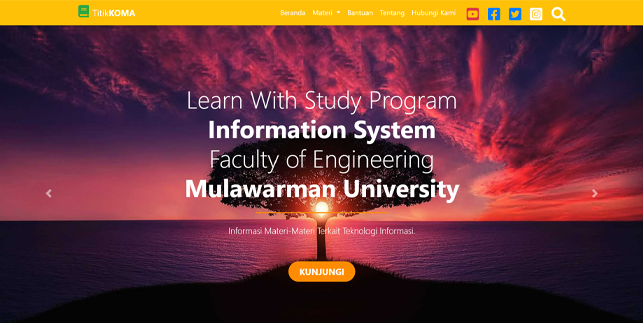 TitikKOMA
Beranda Materi Bantuan Tentang Hubungi Kami
Learn With Study Program
Information System
Faculty of Engineering
Mulawarman University
Informasi Materi-Materi Terkait Teknologi Informasi.
KUNJUNGI